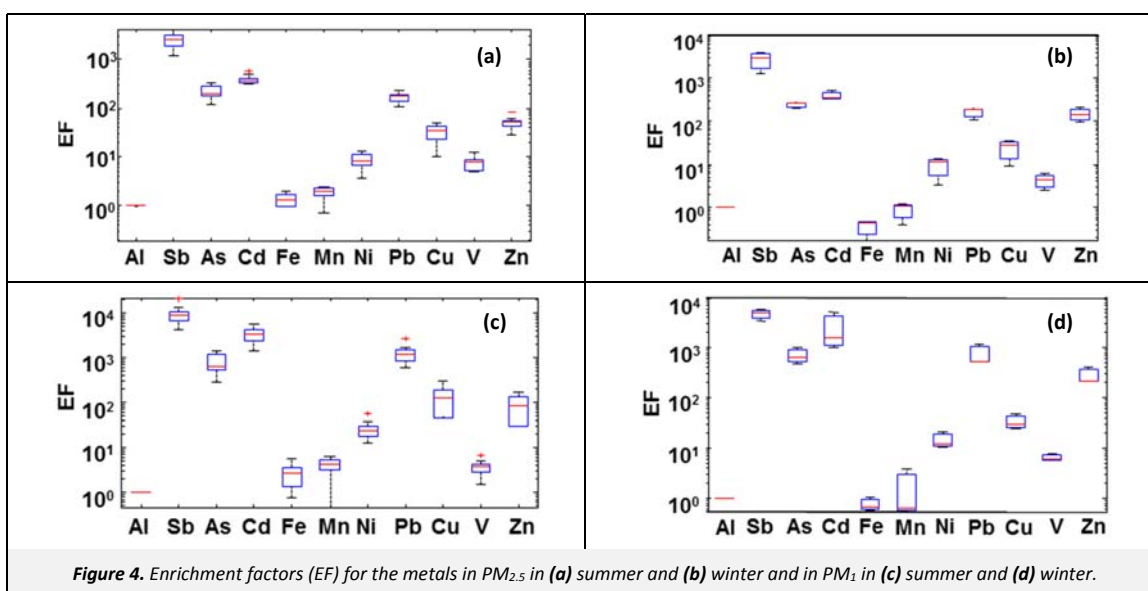 (a)
10³
10²
10¹
10⁰
EF
Al Sb As Cd Fe Mn Ni Pb Cu V Zn
(b)
10⁴
10²
10⁰
EF
Al Sb As Cd Fe Mn Ni Pb Cu V Zn
(c)
10⁴
10³
10²
10¹
10⁰
EF
Al Sb As Cd Fe Mn Ni Pb Cu V Zn
(d)
10⁴
10³
10²
10¹
10⁰
EF
Al Sb As Cd Fe Mn Ni Pb Cu V Zn
Figure 4. Enrichment factors (EF) for the metals in PM₂.₅ in (a) summer and (b) winter and in PM₁ in (c) summer and (d) winter.